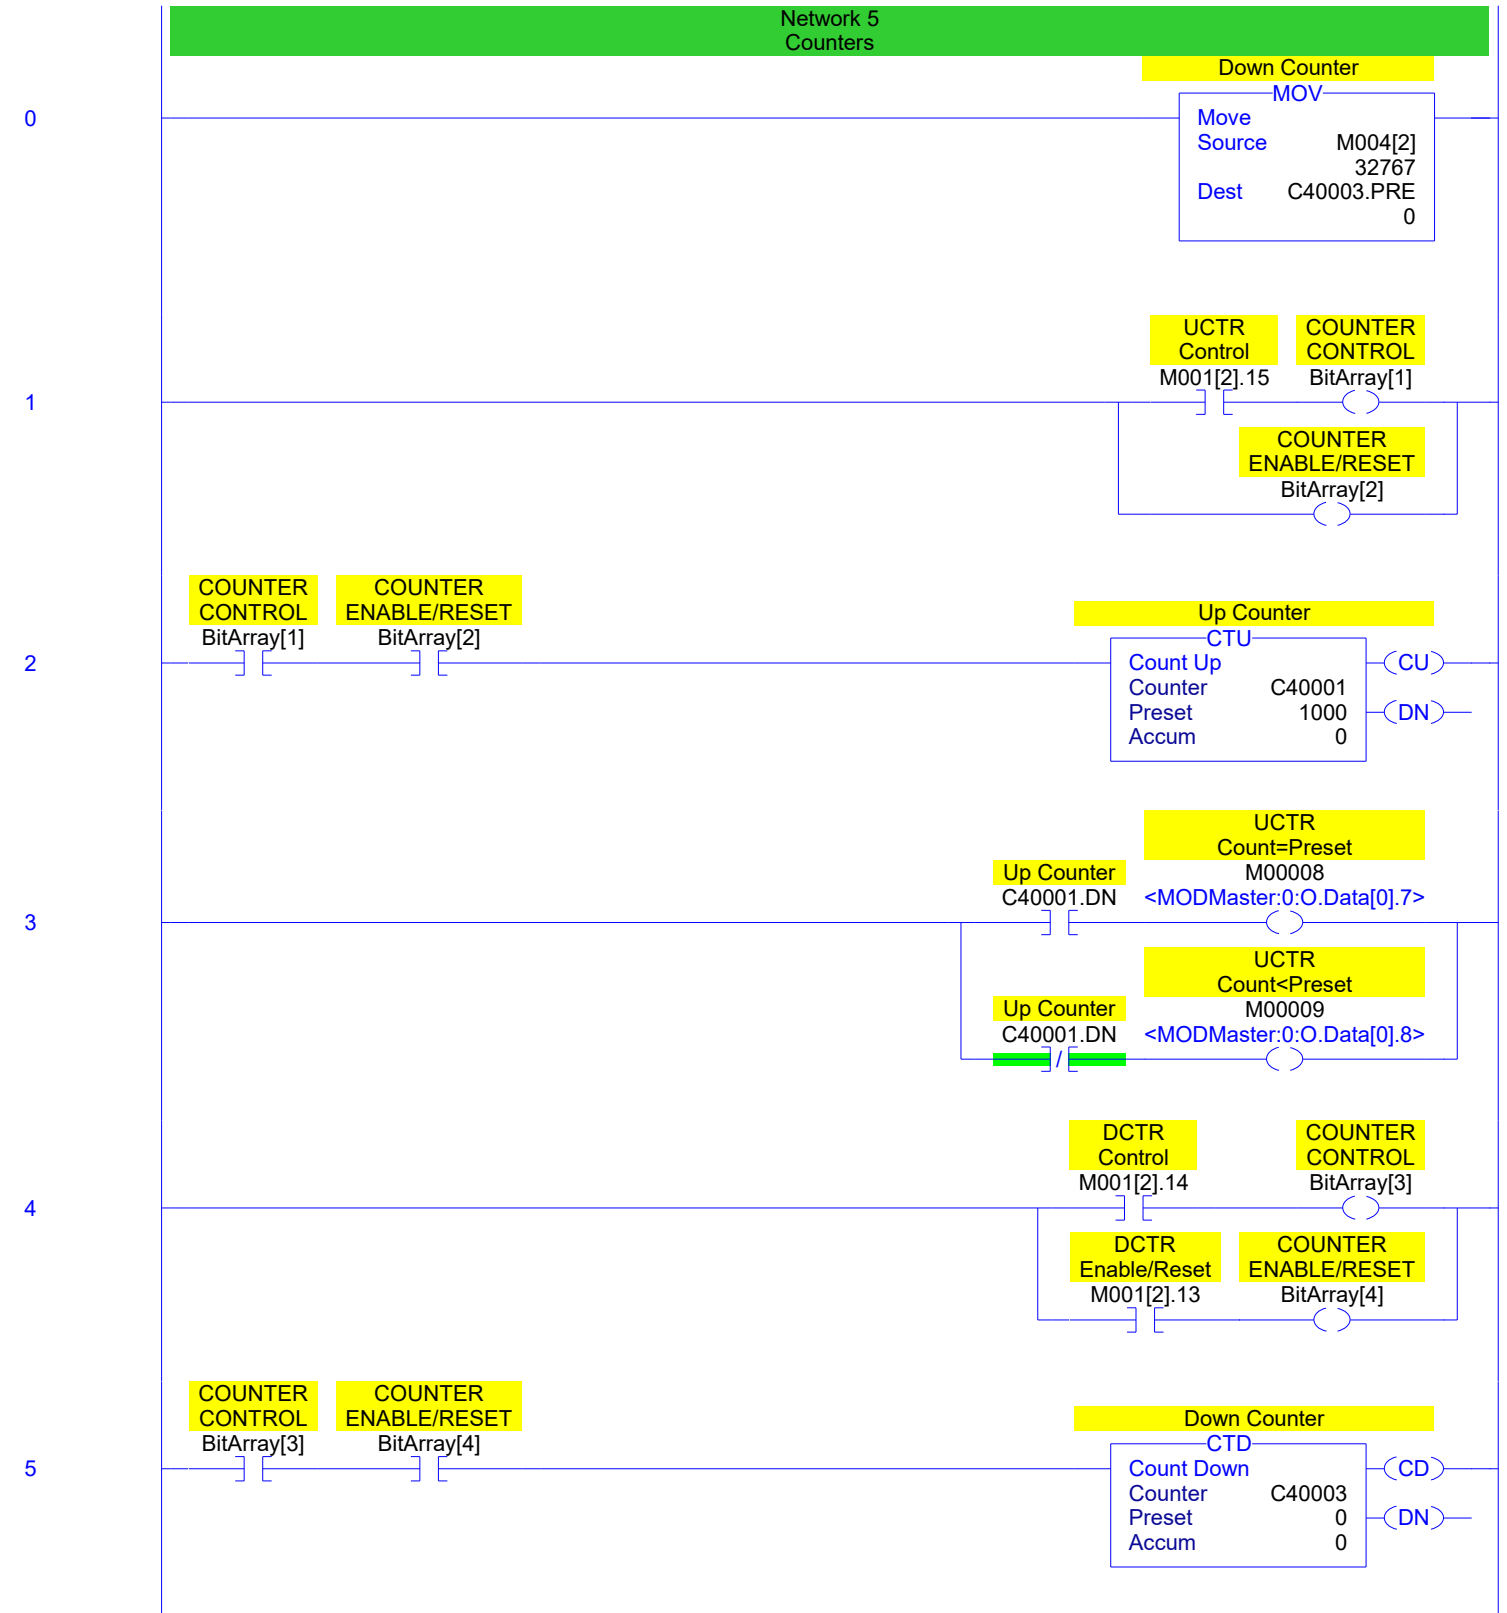 Network 5
Counters
0
Down Counter
MOV
Move
Source M004[2]
32767
Dest C40003.PRE
0
1
UCTR
Control
M001[2].15
COUNTER
CONTROL
BitArray[1]
COUNTER
ENABLE/RESET
BitArray[2]
2
COUNTER
CONTROL
BitArray[1]
COUNTER
ENABLE/RESET
BitArray[2]
Up Counter
CTU
Count Up
Counter C40001
Preset 1000
Accum 0
CU
DN
3
Up Counter
C40001.DN
UCTR
Count=Preset
M00008
<MODMaster:0:O.Data[0].7>
Up Counter
C40001.DN
/
UCTR
Count<Preset
M00009
<MODMaster:0:O.Data[0].8>
4
DCTR
Control
M001[2].14
COUNTER
CONTROL
BitArray[3]
DCTR
Enable/Reset
M001[2].13
COUNTER
ENABLE/RESET
BitArray[4]
5
COUNTER
CONTROL
BitArray[3]
COUNTER
ENABLE/RESET
BitArray[4]
Down Counter
CTD
Count Down
Counter C40003
Preset 0
Accum 0
CD
DN